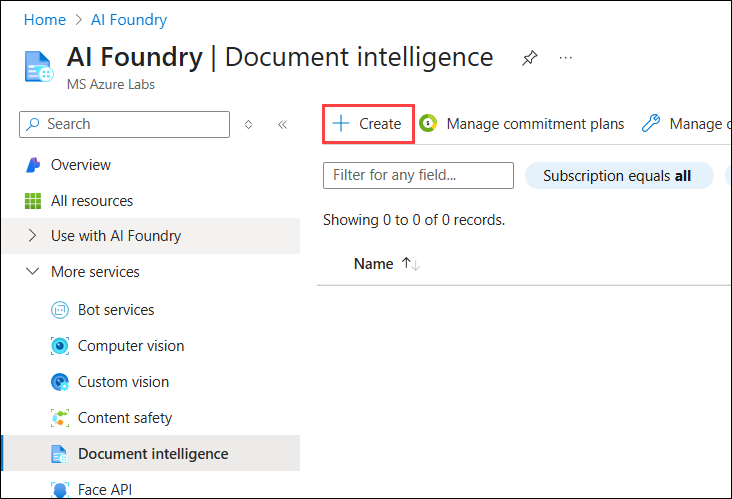 Home > AI Foundry
AI Foundry | Document intelligence ...
MS Azure Labs
Search
+ Create
Manage commitment plans
Manage
Overview
All resources
Use with AI Foundry
More services
Bot services
Computer vision
Custom vision
Content safety
Document intelligence
Face API
Filter for any field...
Subscription equals all
Showing 0 to 0 of 0 records.
Name ↑↓